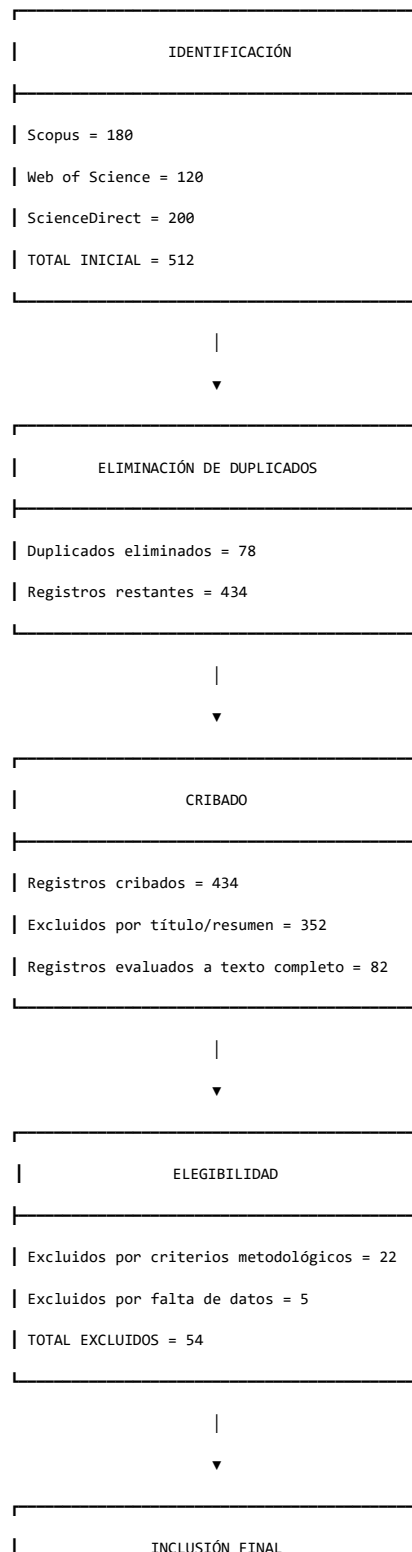 IDENTIFICACIÓN
Scopus = 180
Web of Science = 120
ScienceDirect = 200
TOTAL INICIAL = 512
ELIMINACIÓN DE DUPLICADOS
Duplicados eliminados = 78
Registros restantes = 434
CRIBADO
Registros cribados = 434
Excluidos por título/resumen = 352
Registros evaluados a texto completo = 82
ELEGIBILIDAD
Excluidos por criterios metodológicos = 22
Excluidos por falta de datos = 5
TOTAL EXCLUIDOS = 54
INCLUSIÓN FINAL